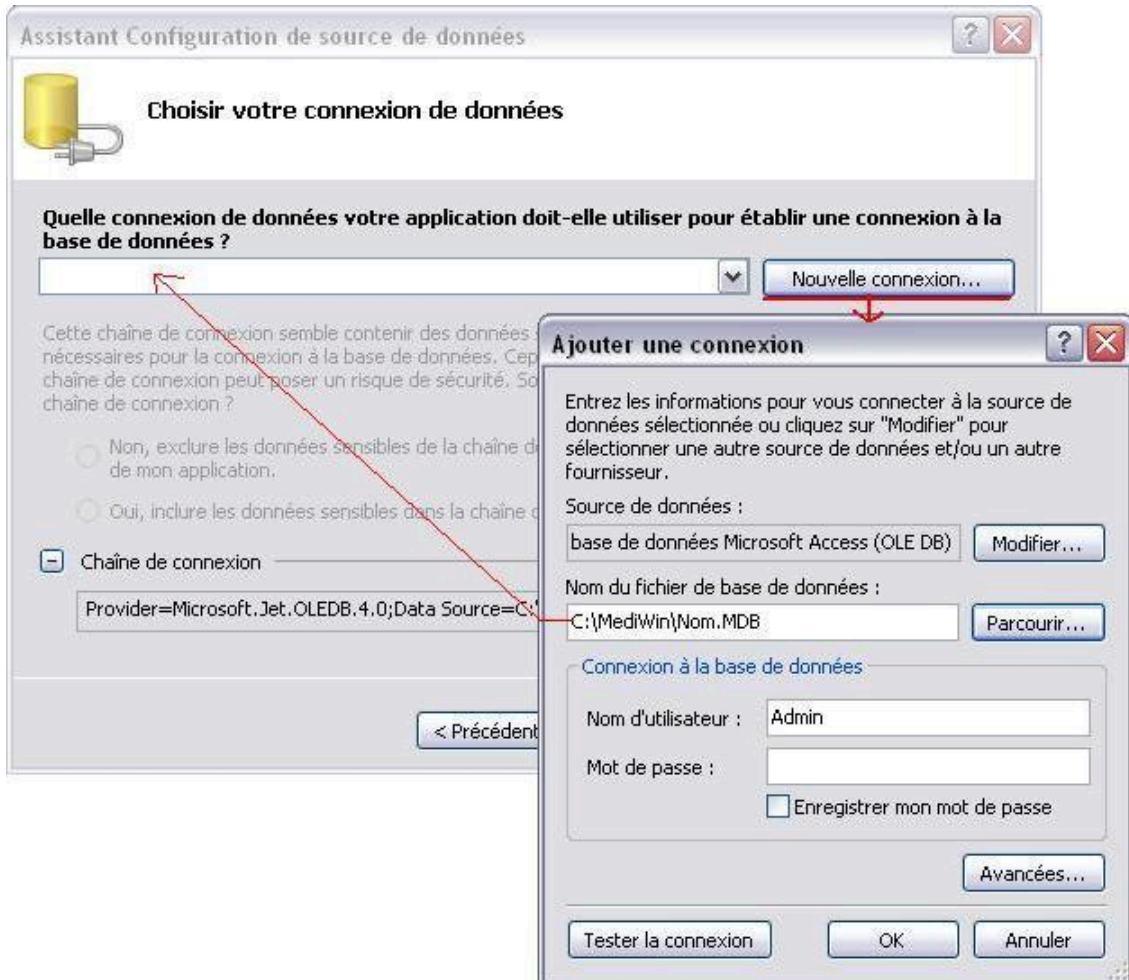 Assistant Configuration de source de données
Choisir votre connexion de données
Quelle connexion de données votre application doit-elle utiliser pour établir une connexion à la
base de données ?
Nouvelle connexion...
Cette chaîne de connexion semble contenir des données
nécessaires pour la connexion à la base de données. Cep
chaîne de connexion peut poser un risque de sécurité. So
chaîne de connexion ?
Non, exclure les données sensibles de la chaîne d
de mon application.
Oui, inclure les données sensibles dans la chaîne
Chaîne de connexion
Provider=Microsoft.Jet.OLEDB.4.0;Data Source=C:\
< Précédent
Ajouter une connexion
Entrez les informations pour vous connecter à la source de
données sélectionnée ou cliquez sur "Modifier" pour
sélectionner une autre source de données et/ou un autre
fournisseur.
Source de données :
base de données Microsoft Access (OLE DB)
Modifier...
Nom du fichier de base de données :
C:\MediWin\Nom.MDB
Parcourir...
Connexion à la base de données
Nom d'utilisateur :
Admin
Mot de passe :
Enregistrer mon mot de passe
Avancées...
Tester la connexion
OK
Annuler